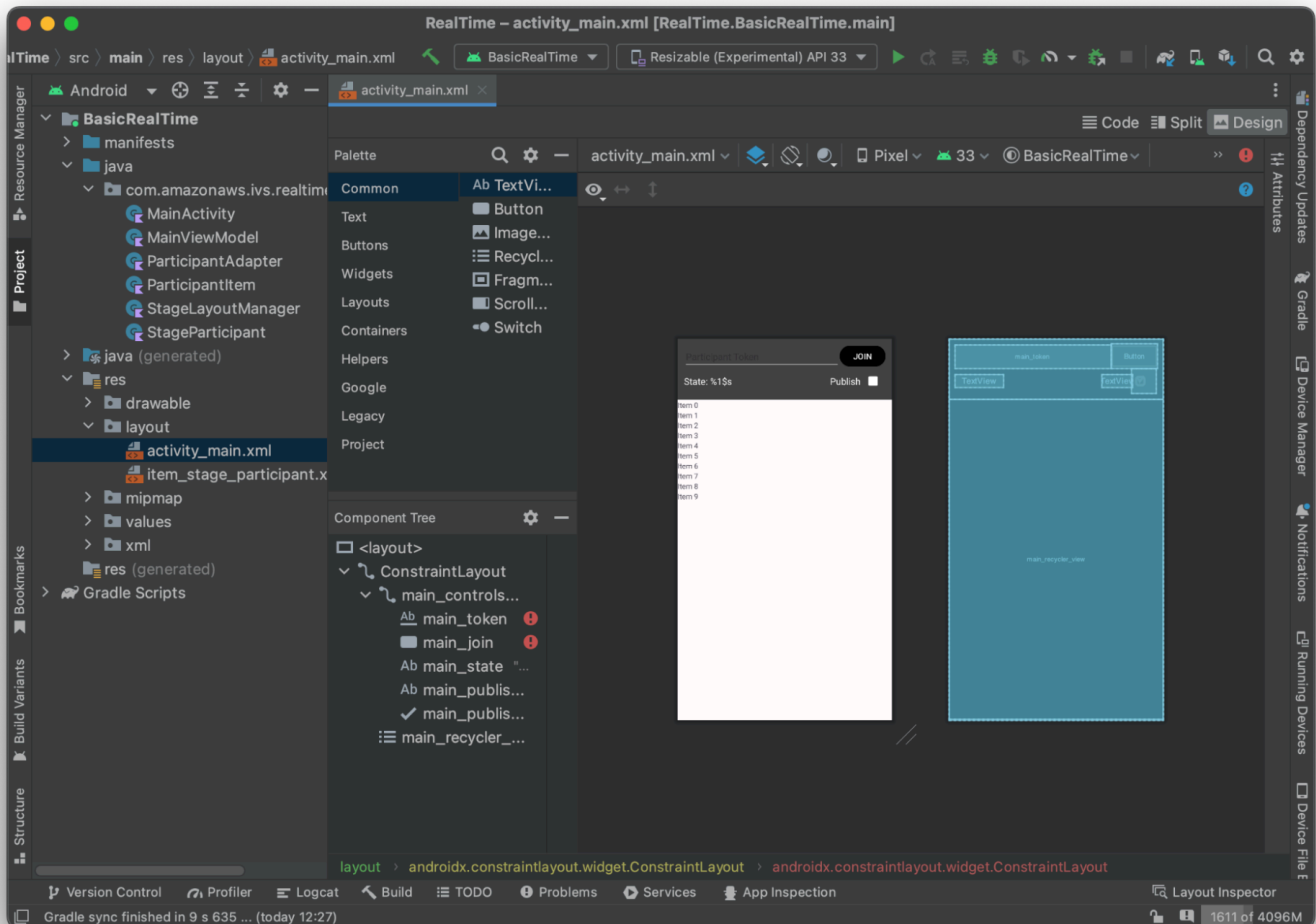 RealTime – activity_main.xml [RealTime.BasicRealTime.main]
lTime 〉 src 〉 main 〉 res 〉 layout 〉 activity_main.xml
BasicRealTime
Resizable (Experimental) API 33
Resource Manager
Project
Bookmarks
Build Variants
Structure
Android
BasicRealTime
manifests
java
com.amazonaws.ivs.realtime
MainActivity
MainViewModel
ParticipantAdapter
ParticipantItem
StageLayoutManager
StageParticipant
java (generated)
res
drawable
layout
activity_main.xml
item_stage_participant.x
mipmap
values
xml
res (generated)
Gradle Scripts
activity_main.xml
Code Split Design
Palette
Common
Text
Buttons
Widgets
Layouts
Containers
Helpers
Google
Legacy
Project
Ab TextVi...
Button
Image...
Recycl...
Fragm...
Scroll...
Switch
Component Tree
<layout>
ConstraintLayout
main_controls...
Ab main_token
main_join
Ab main_state "...
Ab main_publis...
main_publis...
main_recycler_...
activity_main.xml Pixel 33 BasicRealTime »
Participant Token JOIN
State: %1$s Publish
Item 0
Item 1
Item 2
Item 3
Item 4
Item 5
Item 6
Item 7
Item 8
Item 9
main_token Button
TextView TextView
main_recycler_view
Attributes
Dependency Updates
Gradle
Device Manager
Notifications
Running Devices
Device File E
layout › androidx.constraintlayout.widget.ConstraintLayout › androidx.constraintlayout.widget.ConstraintLayout
Version Control Profiler Logcat Build TODO Problems Services App Inspection Layout Inspector
Gradle sync finished in 9 s 635 ... (today 12:27) 1611 of 4096M